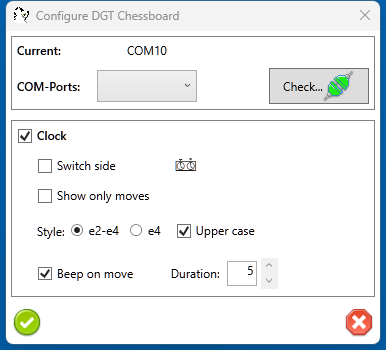 Configure DGT Chessboard
Current: COM10
COM-Ports: Check...
Clock
Switch side
Show only moves
Style: e2-e4 e4 Upper case
Beep on move Duration: 5